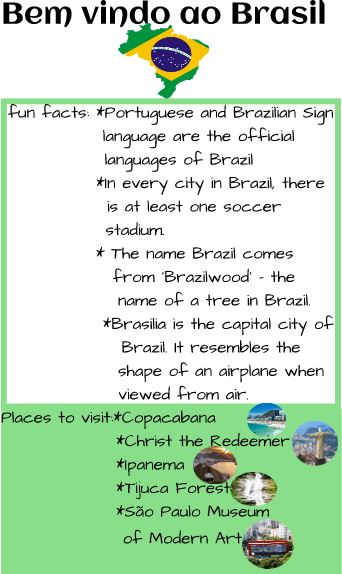 Bem vindo ao Brasil
fun facts: *Portuguese and Brazilian Sign
language are the official
languages of Brazil
*In every city in Brazil, there
is at least one soccer
stadium.
* The name Brazil comes
from 'Brazilwood' - the
name of a tree in Brazil.
*Brasilia is the capital city of
Brazil. It resembles the
shape of an airplane when
viewed from air.
Places to visit:*Copacabana
*Christ the Redeemer
*Ipanema
*Tijuca Forest
*São Paulo Museum
of Modern Art